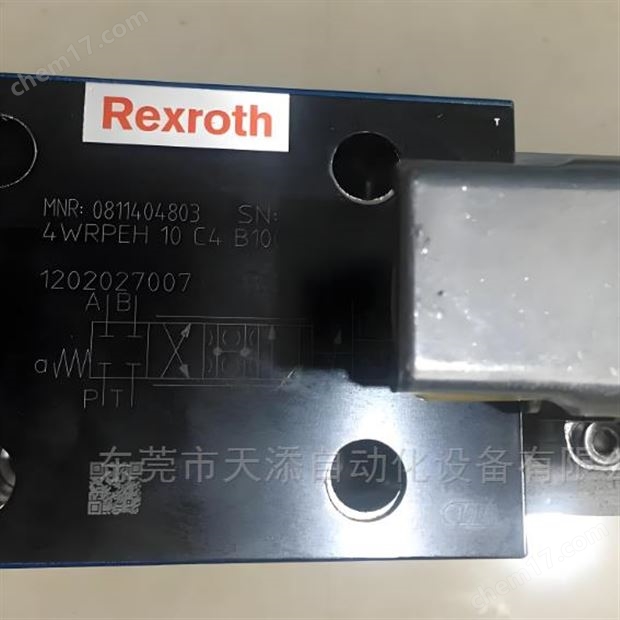 chem17.com
Rexroth
T
MNR: 0811404803 SN:
4WRPEH 10 C4 B10
1202027007
A B
a
P T
东莞市天添自动化设备有限